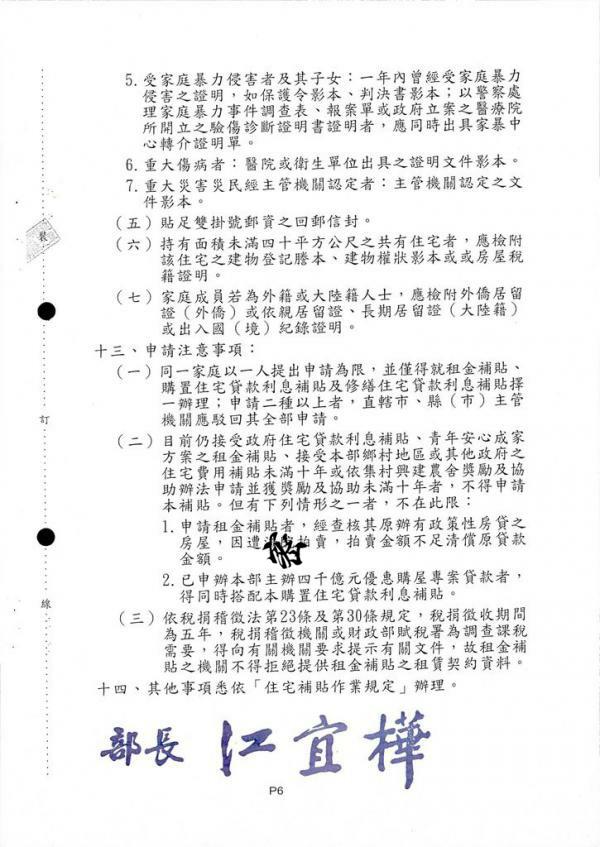 5. 受家庭暴力侵害者及其子女：一年內曾經受家庭暴力
侵害之證明，如保護令影本、判決書影本；以警察處
理家庭暴力事件調查表、報案單或政府立案之醫療院
所開立之驗傷診斷證明書證明者，應同時出具家暴中
心轉介證明單。
6. 重大傷病者：醫院或衛生單位出具之證明文件影本。
7. 重大災害災民經主管機關認定者：主管機關認定之文
件影本。
（五）貼足雙掛號郵資之回郵信封。
（六）持有面積未滿四十平方公尺之共有住宅者，應檢附
該住宅之建物登記謄本、建物權狀影本或或房屋稅
籍證明。
（七）家庭成員若為外籍或大陸籍人士，應檢附外僑居留
證（外僑）或依親居留證、長期居留證（大陸籍）
或出入國（境）紀錄證明。
十三、申請注意事項：
（一）同一家庭以一人提出申請為限，並僅得就租金補貼、
購置住宅貸款利息補貼及修繕住宅貸款利息補貼擇
一辦理；申請二種以上者，直轄市、縣（市）主管
機關應駁回其全部申請。
（二）目前仍接受政府住宅貸款利息補貼、青年安心成家
方案之租金補貼、接受本部鄉村地區或其他政府之
住宅費用補貼未滿十年或依集村興建農舍獎勵及協
助辦法申請並獲獎勵及協助未滿十年者，不得申請
本補貼。但有下列情形之一者，不在此限：
1. 申請租金補貼者，經查核其原辦有政策性房貸之
房屋，因遭拍賣，拍賣金額不足清償原貸款
金額。
2. 已申辦本部主辦四千億元優惠購屋專案貸款者，
得同時搭配本購置住宅貸款利息補貼。
（三）依稅捐稽徵法第23條及第30條規定，稅捐徵收期間
為五年，稅捐稽徵機關或財政部賦稅署為調查課稅
需要，得向有關機關要求提示有關文件，故租金補
貼之機關不得拒絕提供租金補貼之租賃契約資料。
十四、其他事項悉依「住宅補貼作業規定」辦理。
部長 江宜樺
P6
裝
訂
線